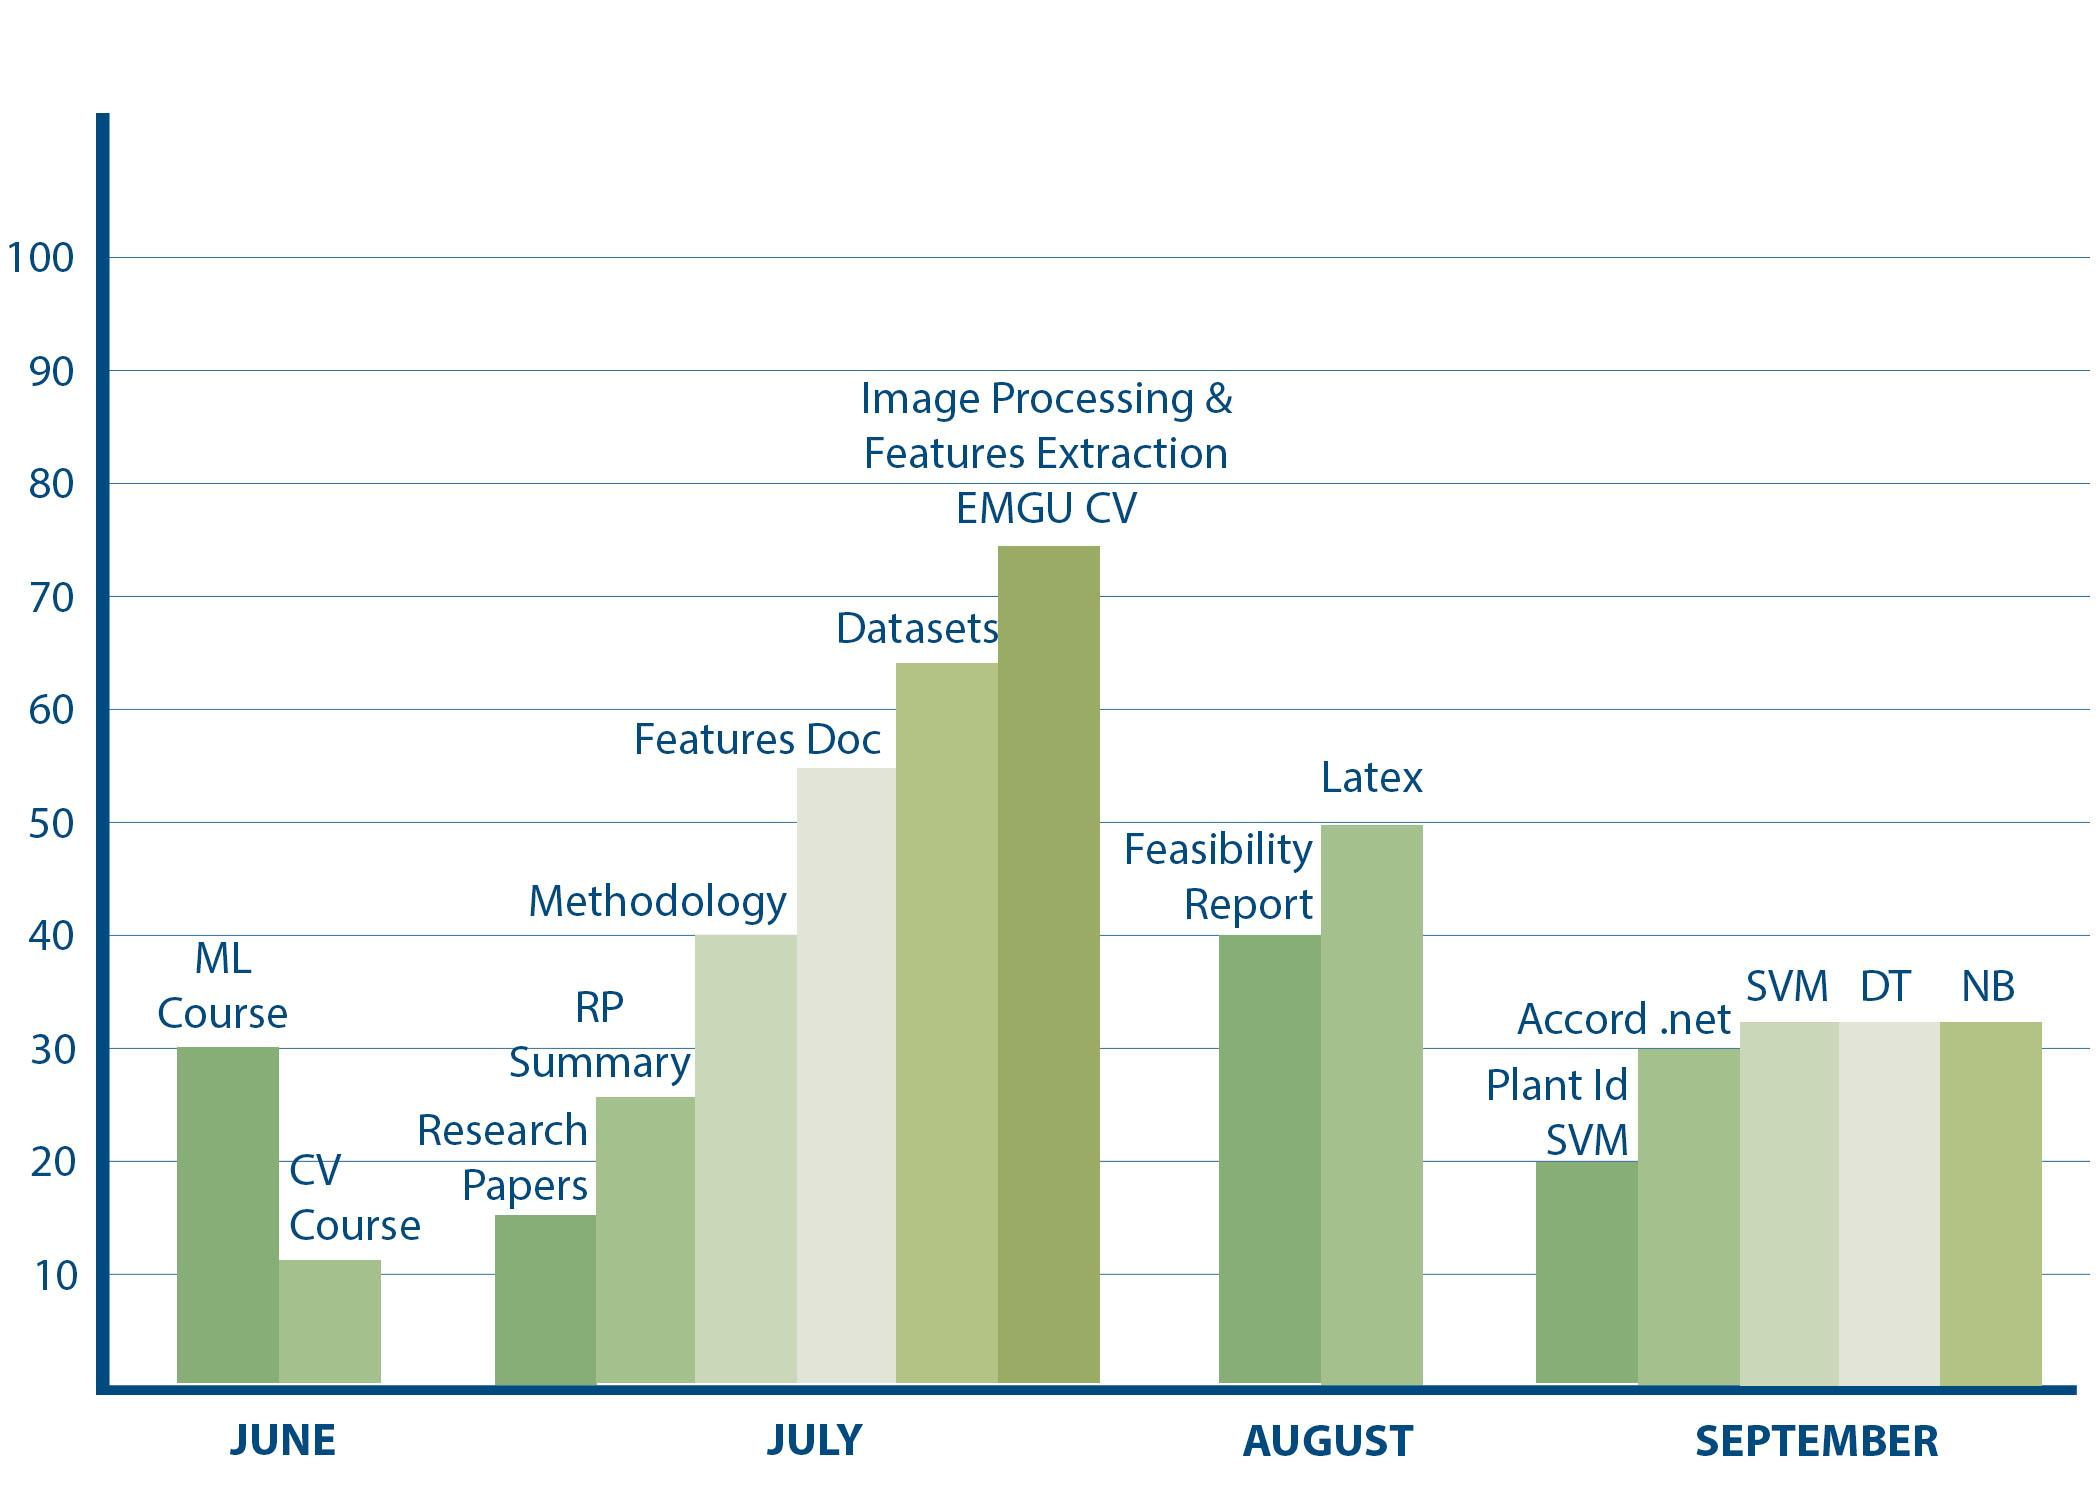 100
90
80
70
60
50
40
30
20
10
ML
Course
CV
Course
Research
Papers
RP
Summary
Methodology
Features Doc
Datasets
Image Processing &
Features Extraction
EMGU CV
Feasibility
Report
Latex
Plant Id
SVM
Accord .net
SVM
DT
NB
JUNE
JULY
AUGUST
SEPTEMBER